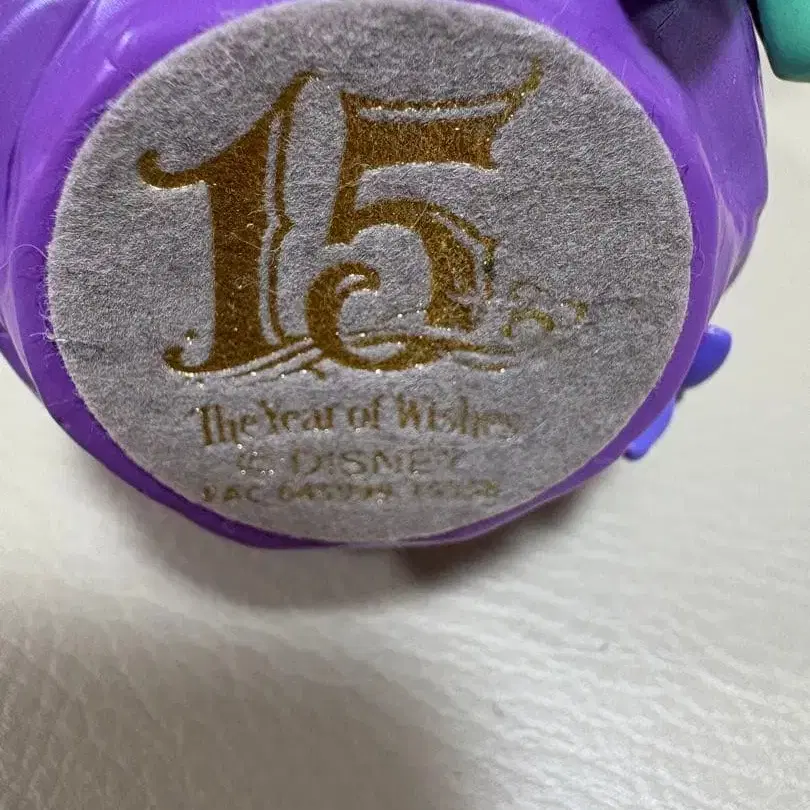 15
The Year of Wishes
© DISNEY